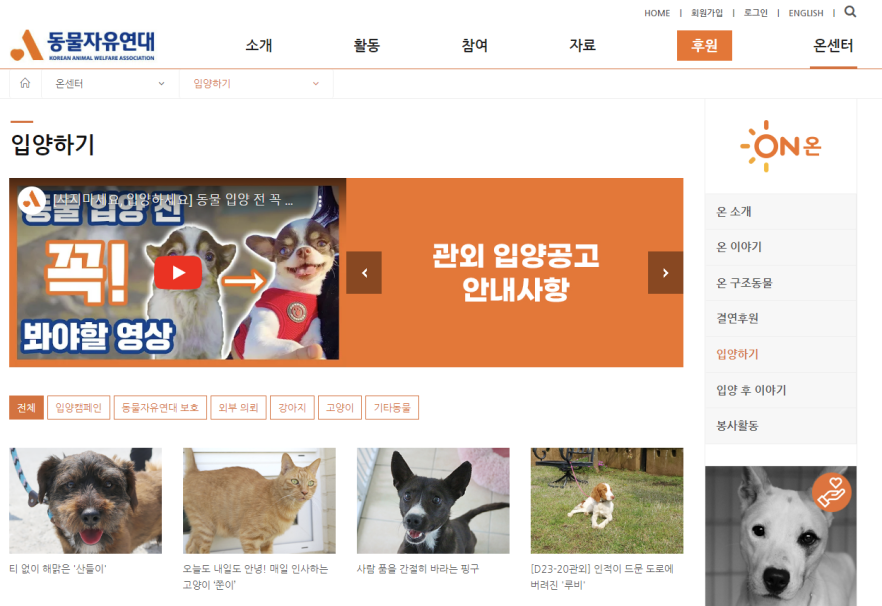 HOME | 회원가입 | 로그인 | ENGLISH |
동물자유연대
KOREAN ANIMAL WELFARE ASSOCIATION
소개 활동 참여 자료 후원 온센터
온센터 입양하기
입양하기
[사지마세요, 입양하세요] 동물 입양 전 꼭 ...
동물 입양 전
꼭!
봐야할 영상
관외 입양공고
안내사항
전체 입양캠페인 동물자유연대 보호 외부 의뢰 강아지 고양이 기타동물
티 없이 해맑은 '산들이'
오늘도 내일도 안녕! 매일 인사하는
고양이 '쭌이'
사람 품을 간절히 바라는 핑구
[D23-20관외] 인적이 드문 도로에
버려진 '루비'
ON온
온 소개
온 이야기
온 구조동물
결연후원
입양하기
입양 후 이야기
봉사활동